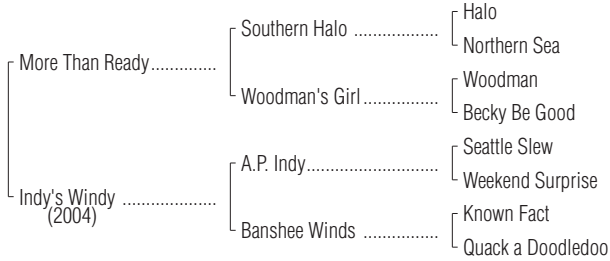 Halo
Southern Halo ..................
Northern Sea
More Than Ready..............
Woodman
Woodman's Girl ................
Becky Be Good
Seattle Slew
A.P. Indy............................
Weekend Surprise
Indy's Windy ....................
(2004)
Known Fact
Banshee Winds ................
Quack a Doodledoo